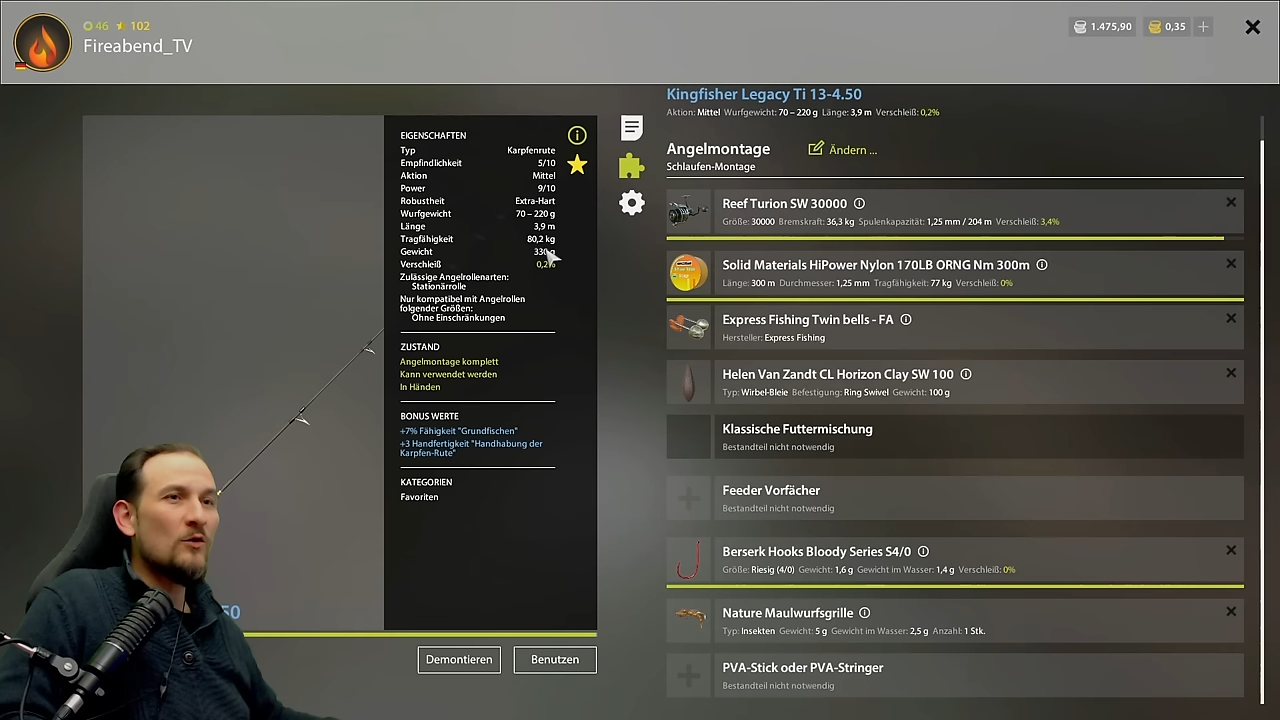 46 102
Fireabend_TV
1.475,90
0,35
Kingfisher Legacy Ti 13-4.50
Aktion: Mittel Wurfgewicht: 70 – 220 g Länge: 3,9 m Verschleiß: 0,2%
EIGENSCHAFTEN
Typ Karpfenrute
Empfindlichkeit 5/10
Aktion Mittel
Power 9/10
Robustheit Extra-Hart
Wurfgewicht 70 – 220 g
Länge 3,9 m
Tragfähigkeit 80,2 kg
Gewicht 330 g
Verschleiß 0,2%
Zulässige Angelrollenarten:
Stationärrolle
Nur kompatibel mit Angelrollen
folgender Größen:
Ohne Einschränkungen
ZUSTAND
Angelmontage komplett
Kann verwendet werden
In Händen
BONUS WERTE
+7% Fähigkeit "Grundfischen"
+3 Handfertigkeit "Handhabung der
Karpfen-Rute"
KATEGORIEN
Favoriten
50
Demontieren
Benutzen
Angelmontage
Ändern ...
Schlaufen-Montage
Reef Turion SW 30000
Größe: 30000 Bremskraft: 36,3 kg Spulenkapazität: 1,25 mm / 204 m Verschleiß: 3,4%
Solid Materials HiPower Nylon 170LB ORNG Nm 300m
Länge: 300 m Durchmesser: 1,25 mm Tragfähigkeit: 77 kg Verschleiß: 0%
Express Fishing Twin bells - FA
Hersteller: Express Fishing
Helen Van Zandt CL Horizon Clay SW 100
Typ: Wirbel-Bleie Befestigung: Ring Swivel Gewicht: 100 g
Klassische Futtermischung
Bestandteil nicht notwendig
Feeder Vorfächer
Bestandteil nicht notwendig
Berserk Hooks Bloody Series S4/0
Größe: Riesig (4/0) Gewicht: 1,6 g Gewicht im Wasser: 1,4 g Verschleiß: 0%
Nature Maulwurfsgrille
Typ: Insekten Gewicht: 5 g Gewicht im Wasser: 2,5 g Anzahl: 1 Stk.
PVA-Stick oder PVA-Stringer
Bestandteil nicht notwendig